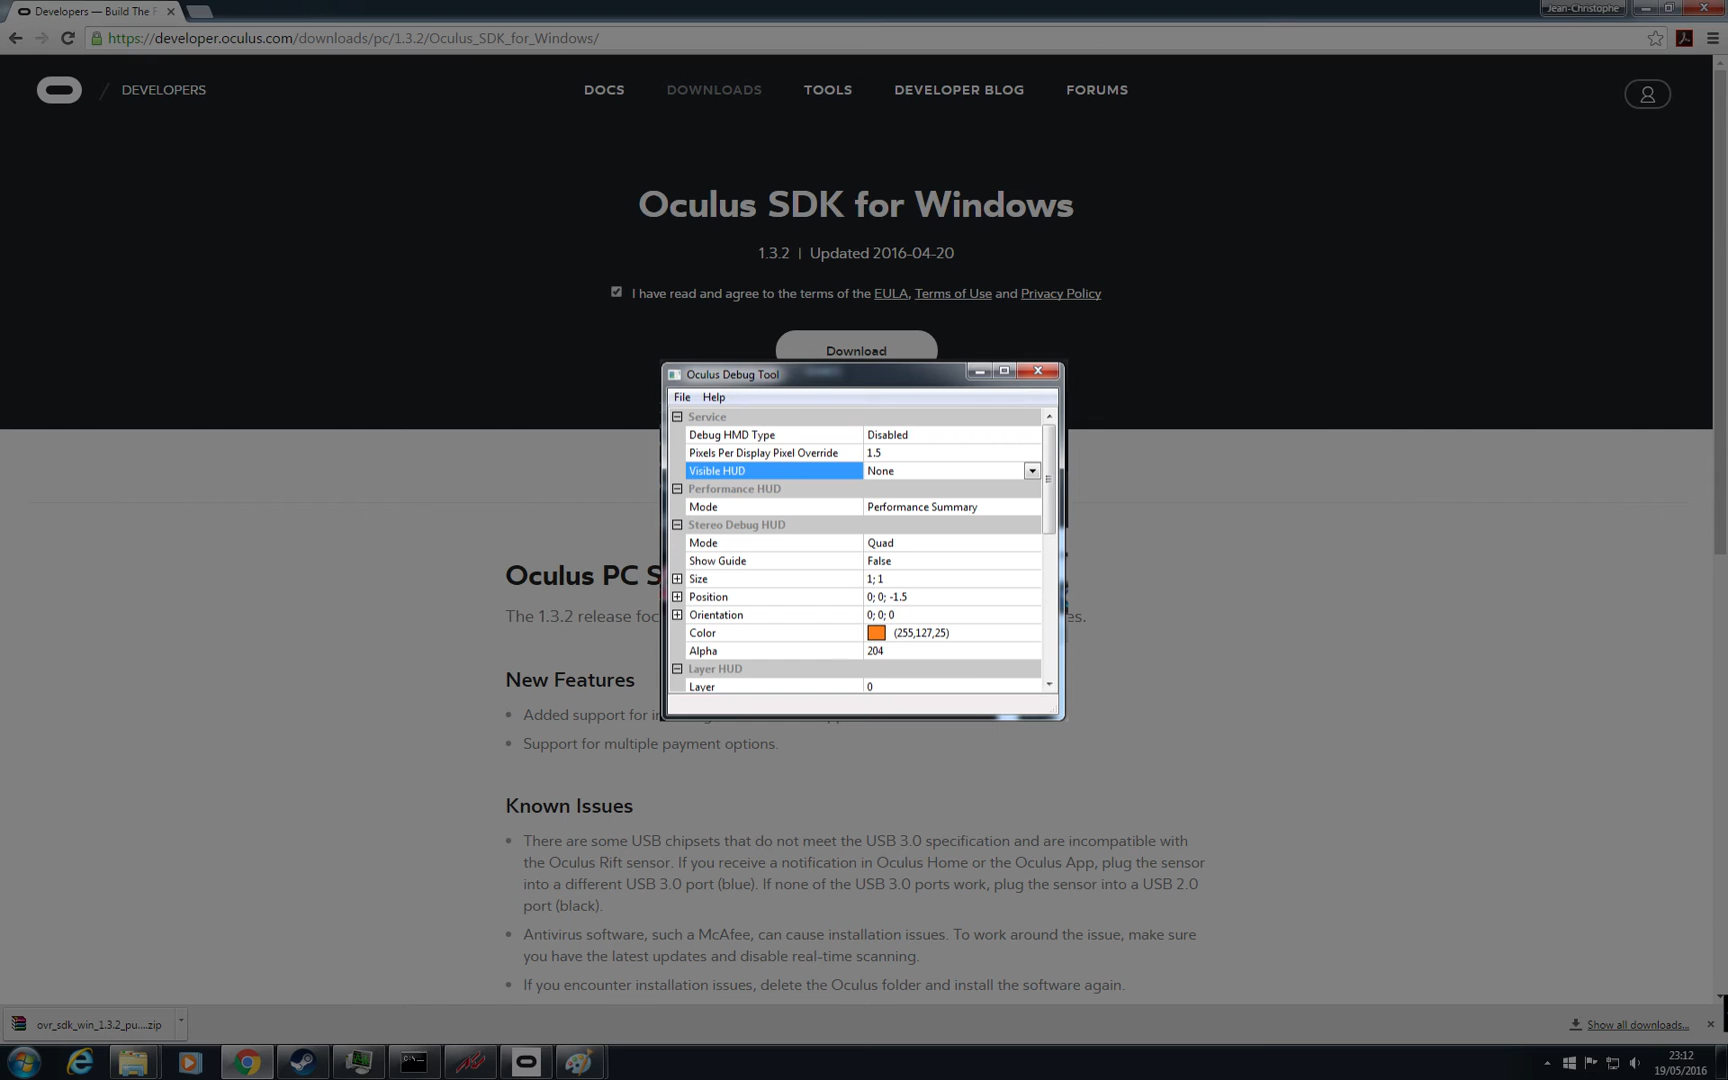 Developers — Build The F
Jean-Christophe
https://developer.oculus.com/downloads/pc/1.3.2/Oculus_SDK_for_Windows/
/ DEVELOPERS
DOCS
DOWNLOADS
TOOLS
DEVELOPER BLOG
FORUMS
Oculus SDK for Windows
1.3.2 | Updated 2016-04-20
I have read and agree to the terms of the EULA, Terms of Use and Privacy Policy
Download
Oculus Debug Tool
File Help
Service
Debug HMD Type Disabled
Pixels Per Display Pixel Override 1.5
Visible HUD None
Performance HUD
Mode Performance Summary
Stereo Debug HUD
Mode Quad
Show Guide False
Size 1; 1
Position 0; 0; -1.5
Orientation 0; 0; 0
Color (255,127,25)
Alpha 204
Layer HUD
Layer 0
Oculus PC S
The 1.3.2 release foc
es.
New Features
• Added support for i
• Support for multiple payment options.
Known Issues
• There are some USB chipsets that do not meet the USB 3.0 specification and are incompatible with
the Oculus Rift sensor. If you receive a notification in Oculus Home or the Oculus App, plug the sensor
into a different USB 3.0 port (blue). If none of the USB 3.0 ports work, plug the sensor into a USB 2.0
port (black).
• Antivirus software, such a McAfee, can cause installation issues. To work around the issue, make sure
you have the latest updates and disable real-time scanning.
• If you encounter installation issues, delete the Oculus folder and install the software again.
ovr_sdk_win_1.3.2_pu....zip
Show all downloads...
23:12
19/05/2016